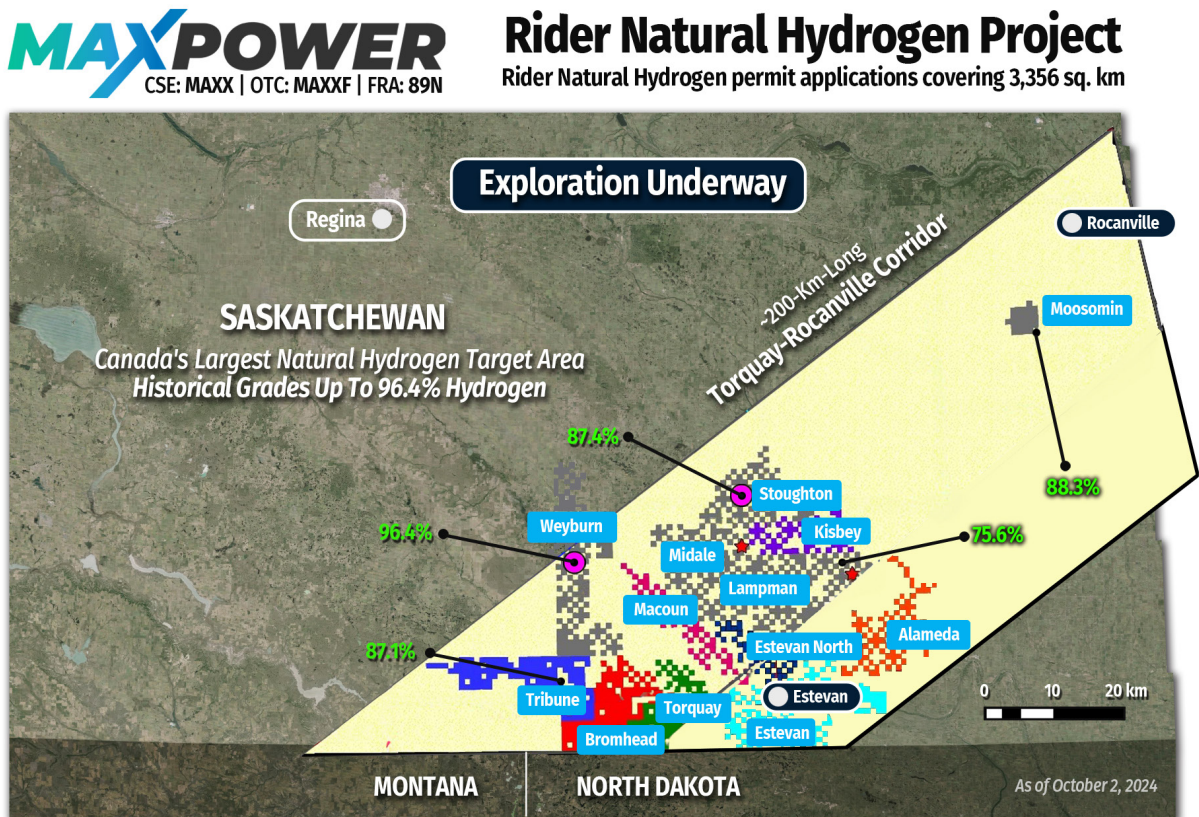 MAXPOWER
CSE: MAXX | OTC: MAXXF | FRA: 89N
Rider Natural Hydrogen Project
Rider Natural Hydrogen permit applications covering 3,356 sq. km
Exploration Underway
Regina
Rocanville
~200-Km-Long
Torquay-Rocanville Corridor
SASKATCHEWAN
Canada's Largest Natural Hydrogen Target Area
Historical Grades Up To 96.4% Hydrogen
Moosomin
87.4%
88.3%
Stoughton
Weyburn
Kisbey
96.4%
75.6%
Midale
Lampman
Macoun
Alameda
Estevan North
87.1%
Tribune
Estevan
Torquay
Estevan
Bromhead
0 10 20 km
MONTANA
NORTH DAKOTA
As of October 2, 2024